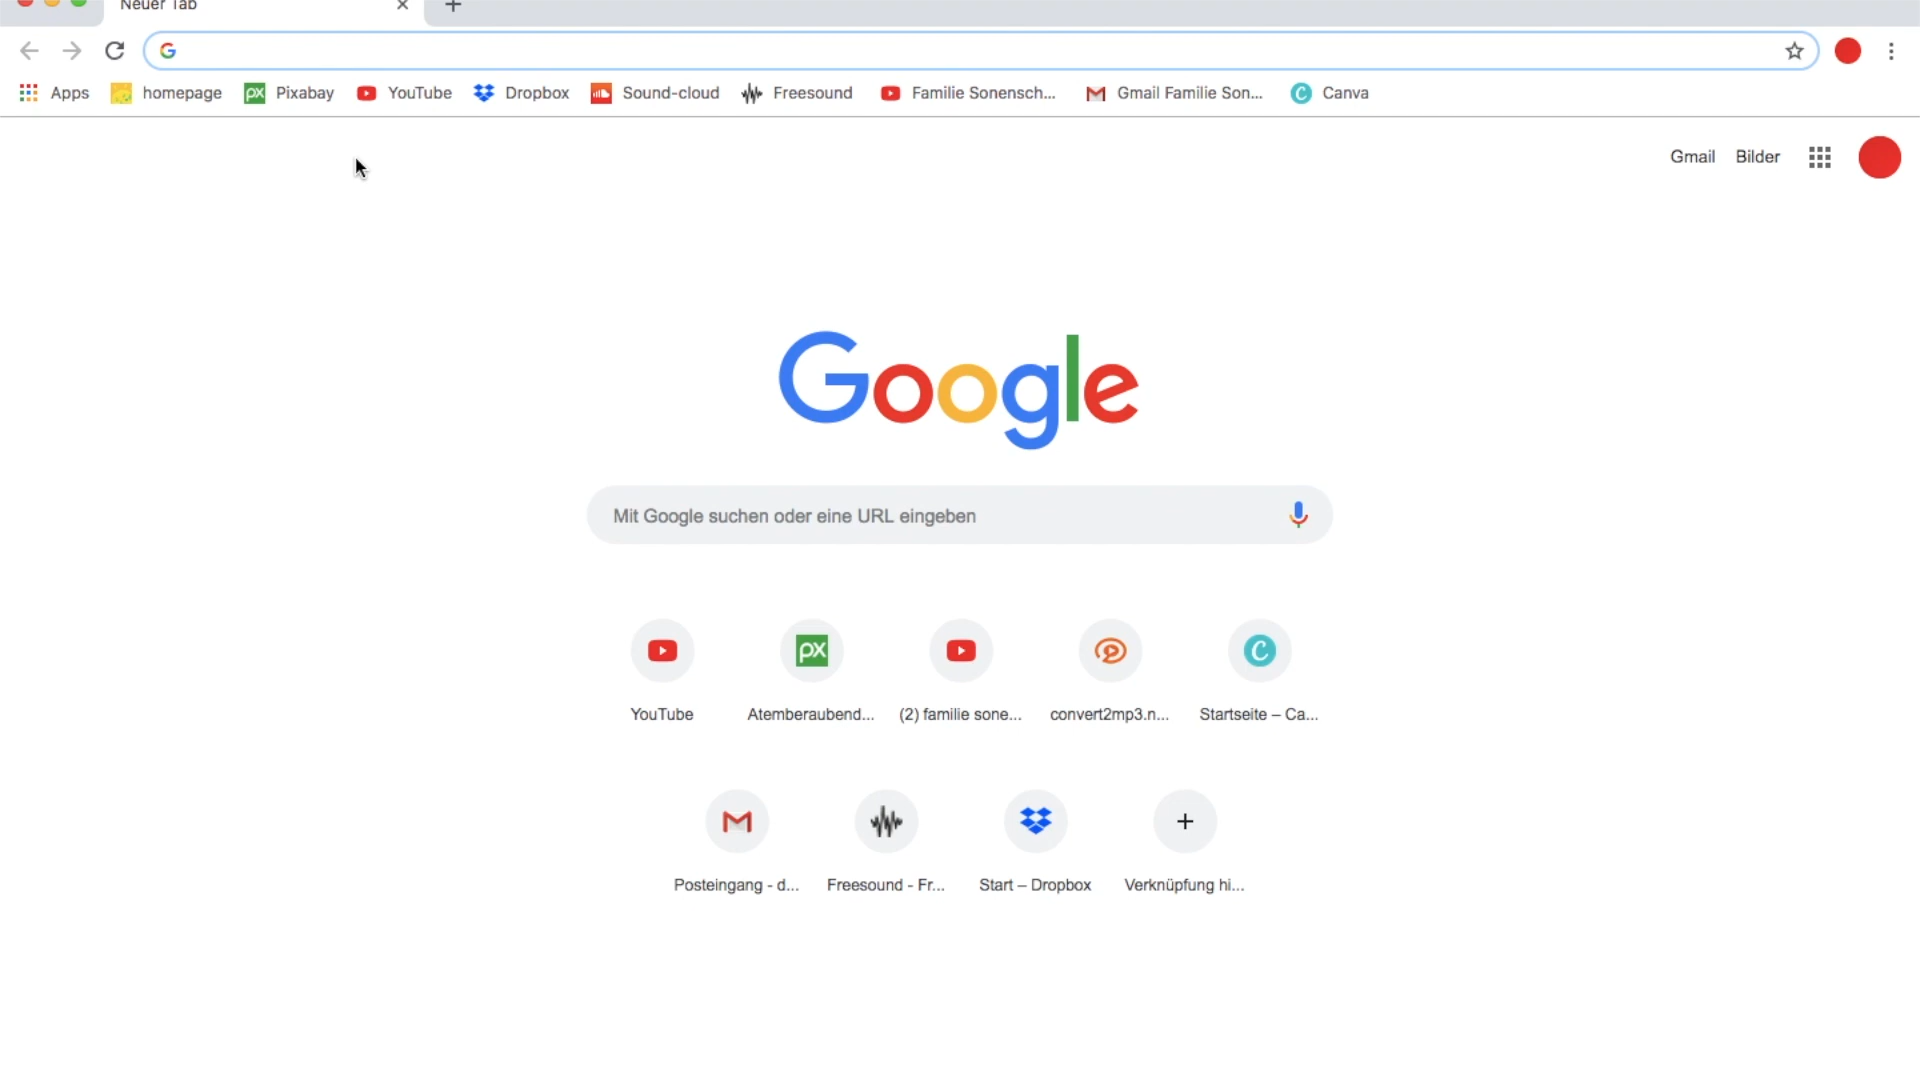 Neuer Tab
Apps homepage Pixabay YouTube Dropbox Sound-cloud Freesound Familie Sonensch... Gmail Familie Son... Canva
Gmail Bilder
Google
Mit Google suchen oder eine URL eingeben
YouTube Atemberaubend... (2) familie sone... convert2mp3.n... Startseite – Ca...
Posteingang - d... Freesound - Fr... Start – Dropbox Verknüpfung hi...